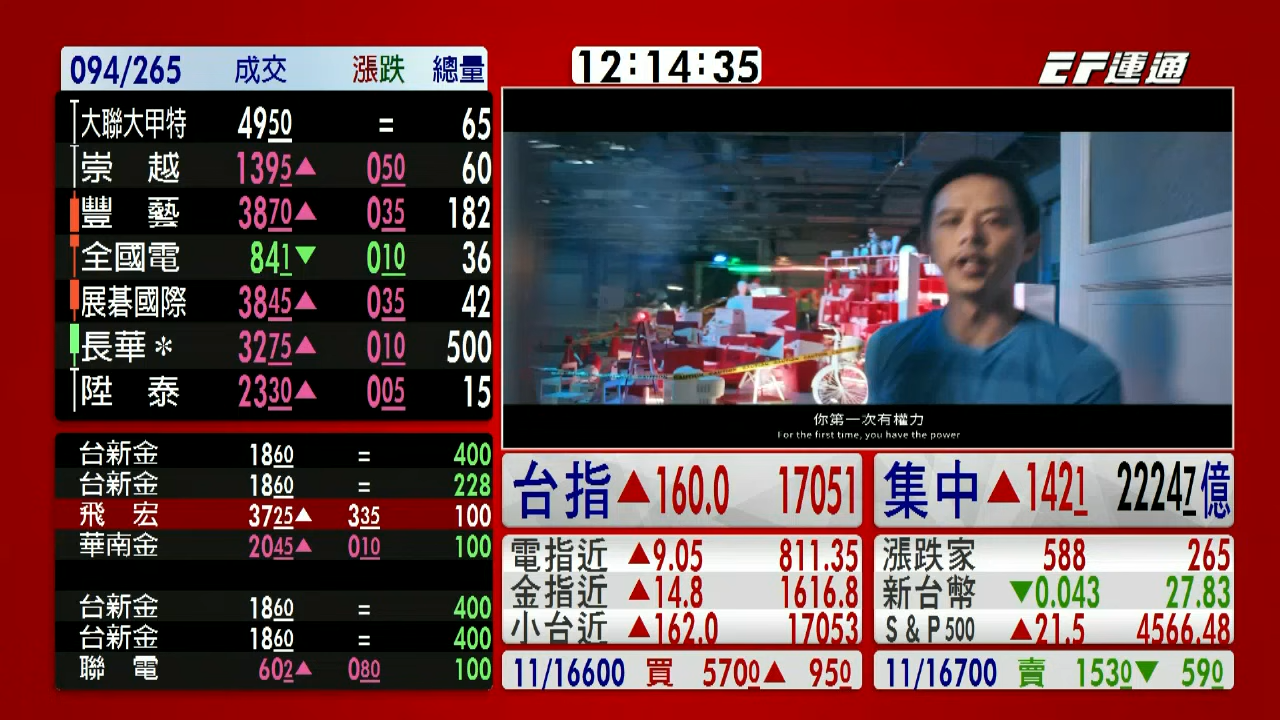 094/265 成交 漲跌 總量
12:14:35
EF運通
大聯大甲特 4950 = 65
崇越 1395▲ 050 60
豐藝 3870▲ 035 182
全國電 841▼ 010 36
展碁國際 3845▲ 035 42
長華* 3275▲ 010 500
陞泰 2330▲ 005 15
台新金 1860 = 400
台新金 1860 = 228
飛宏 3725▲ 335 100
華南金 2045▲ 010 100
台新金 1860 = 400
台新金 1860 = 400
聯電 602▲ 080 100
你第一次有權力
For the first time, you have the power
台指▲160.0 17051
集中▲1421 22247億
電指近 ▲9.05 811.35
金指近 ▲14.8 1616.8
小台近 ▲162.0 17053
漲跌家 588 265
新台幣 ▼0.043 27.83
S&P500 ▲21.5 4566.48
11/16600 買 5700▲ 950
11/16700 賣 1530▼ 590